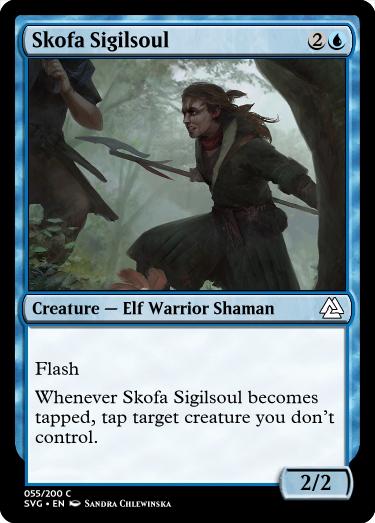 Skofa Sigilsoul 2
Creature — Elf Warrior Shaman
Flash
Whenever Skofa Sigilsoul becomes
tapped, tap target creature you don't
control.
2/2
055/200 C
SVG • EN Sandra Chlewinska